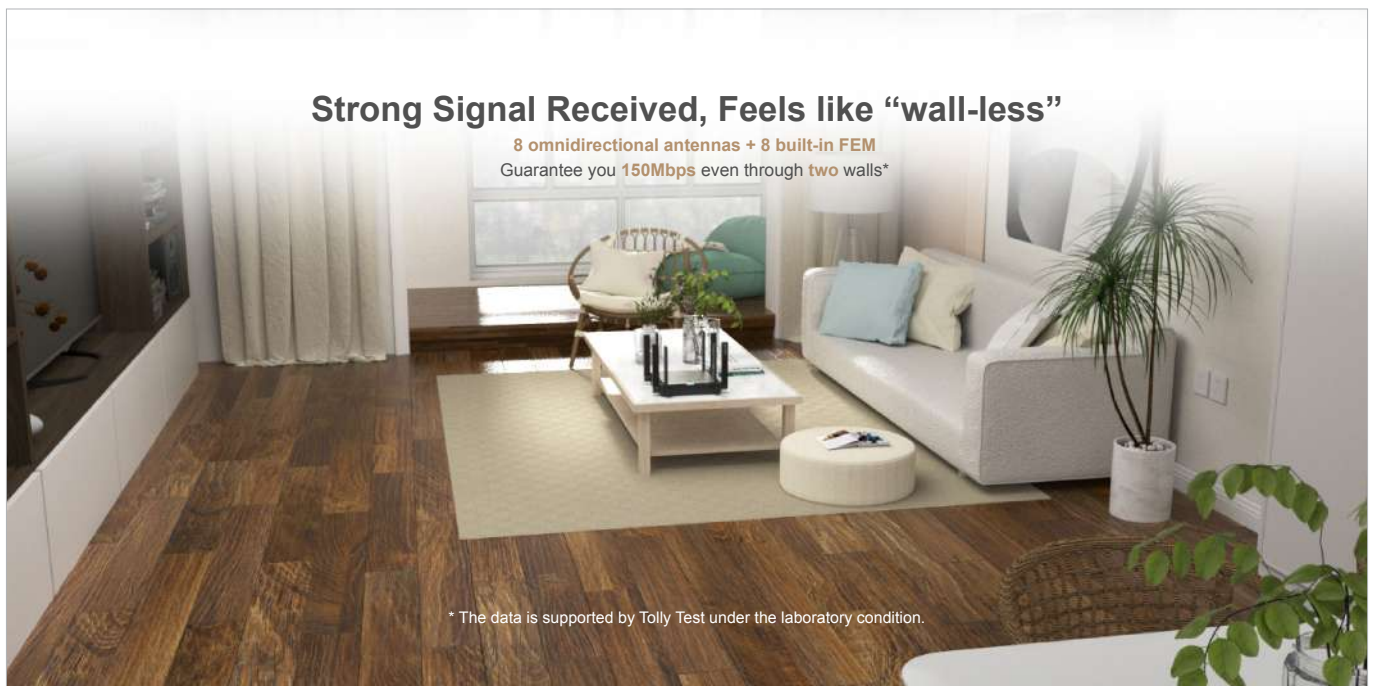 Strong Signal Received, Feels like “wall-less”
8 omnidirectional antennas + 8 built-in FEM
Guarantee you 150Mbps even through two walls*
* The data is supported by Tolly Test under the laboratory condition.